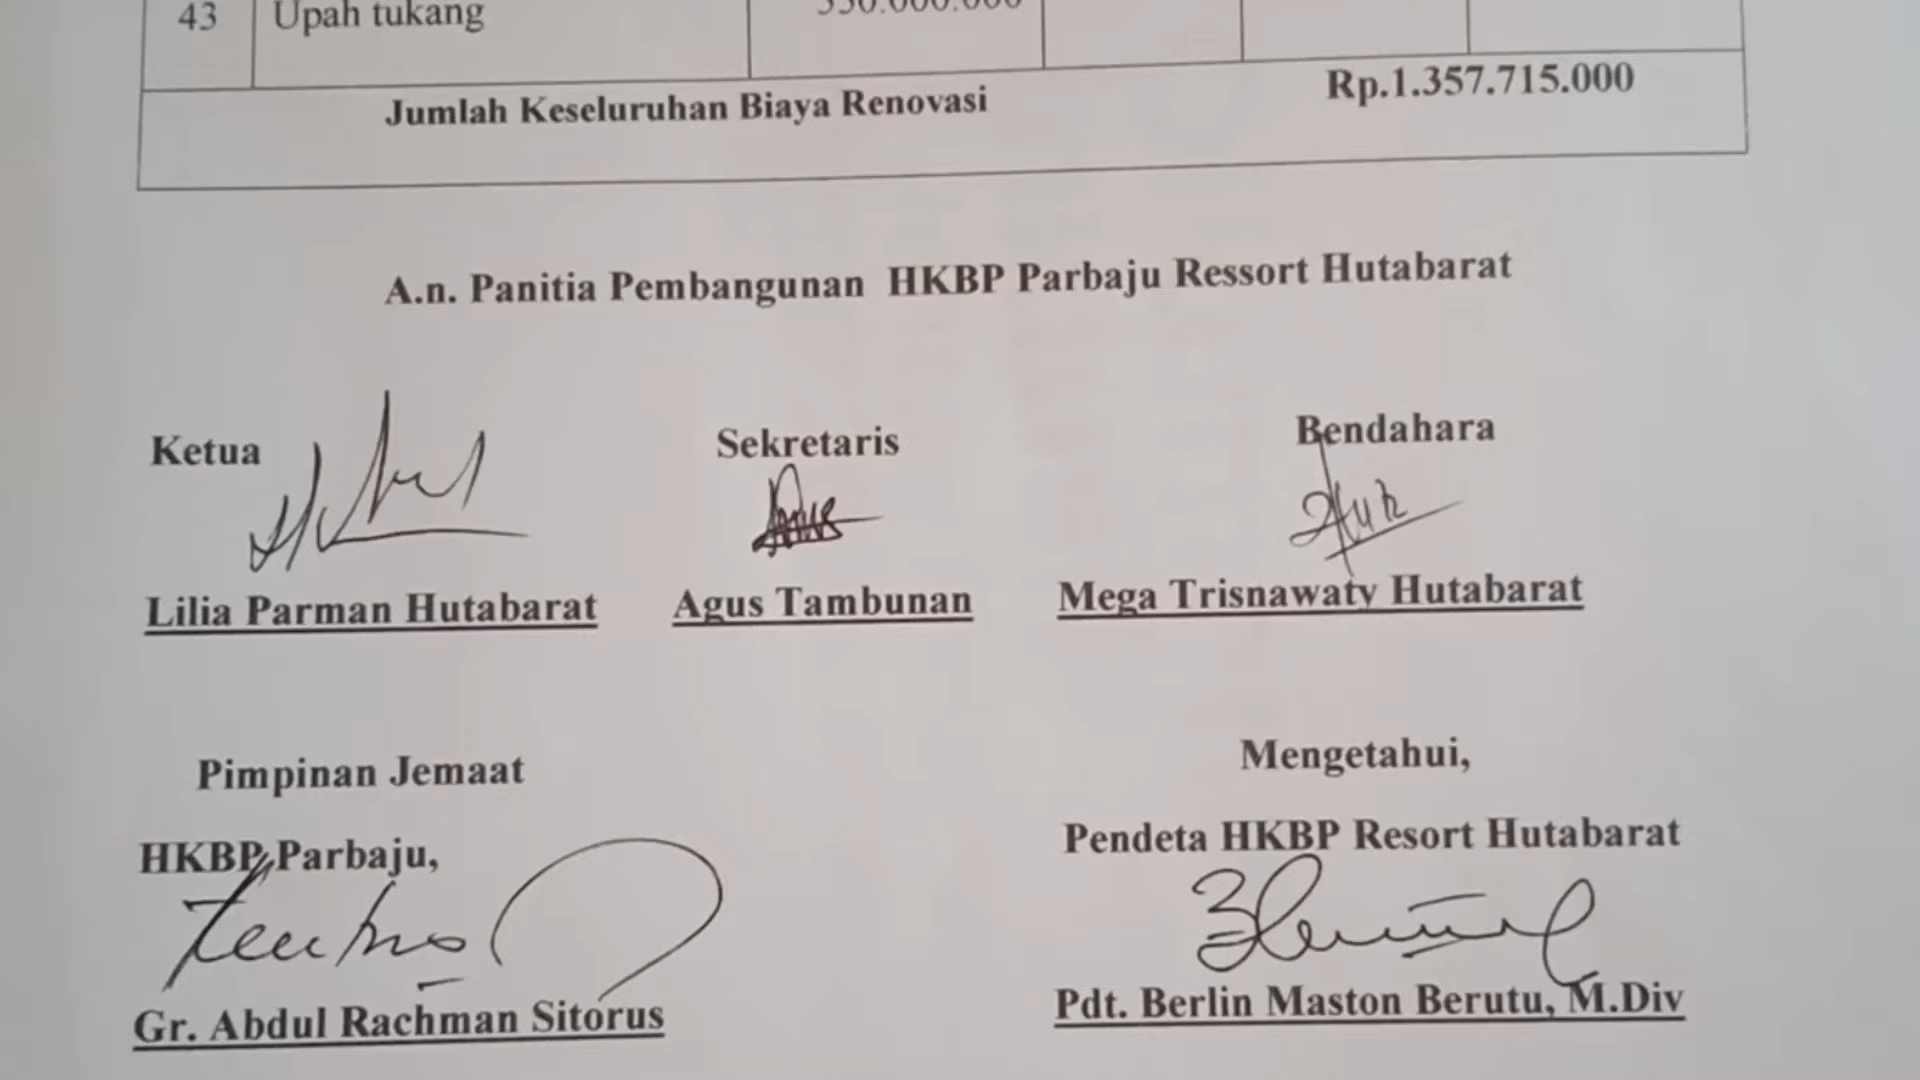 43 Upah tukang
Jumlah Keseluruhan Biaya Renovasi Rp.1.357.715.000
A.n. Panitia Pembangunan HKBP Parbaju Ressort Hutabarat
Ketua Sekretaris Bendahara
Lilia Parman Hutabarat Agus Tambunan Mega Trisnawaty Hutabarat
Pimpinan Jemaat Mengetahui,
HKBP Parbaju, Pendeta HKBP Resort Hutabarat
Gr. Abdul Rachman Sitorus Pdt. Berlin Maston Berutu, M.Div